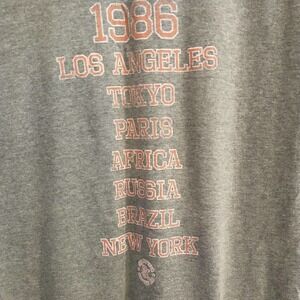 1986
LOS ANGELES
TOKYO
PARIS
AFRICA
RUSSIA
BRAZIL
NEW YORK